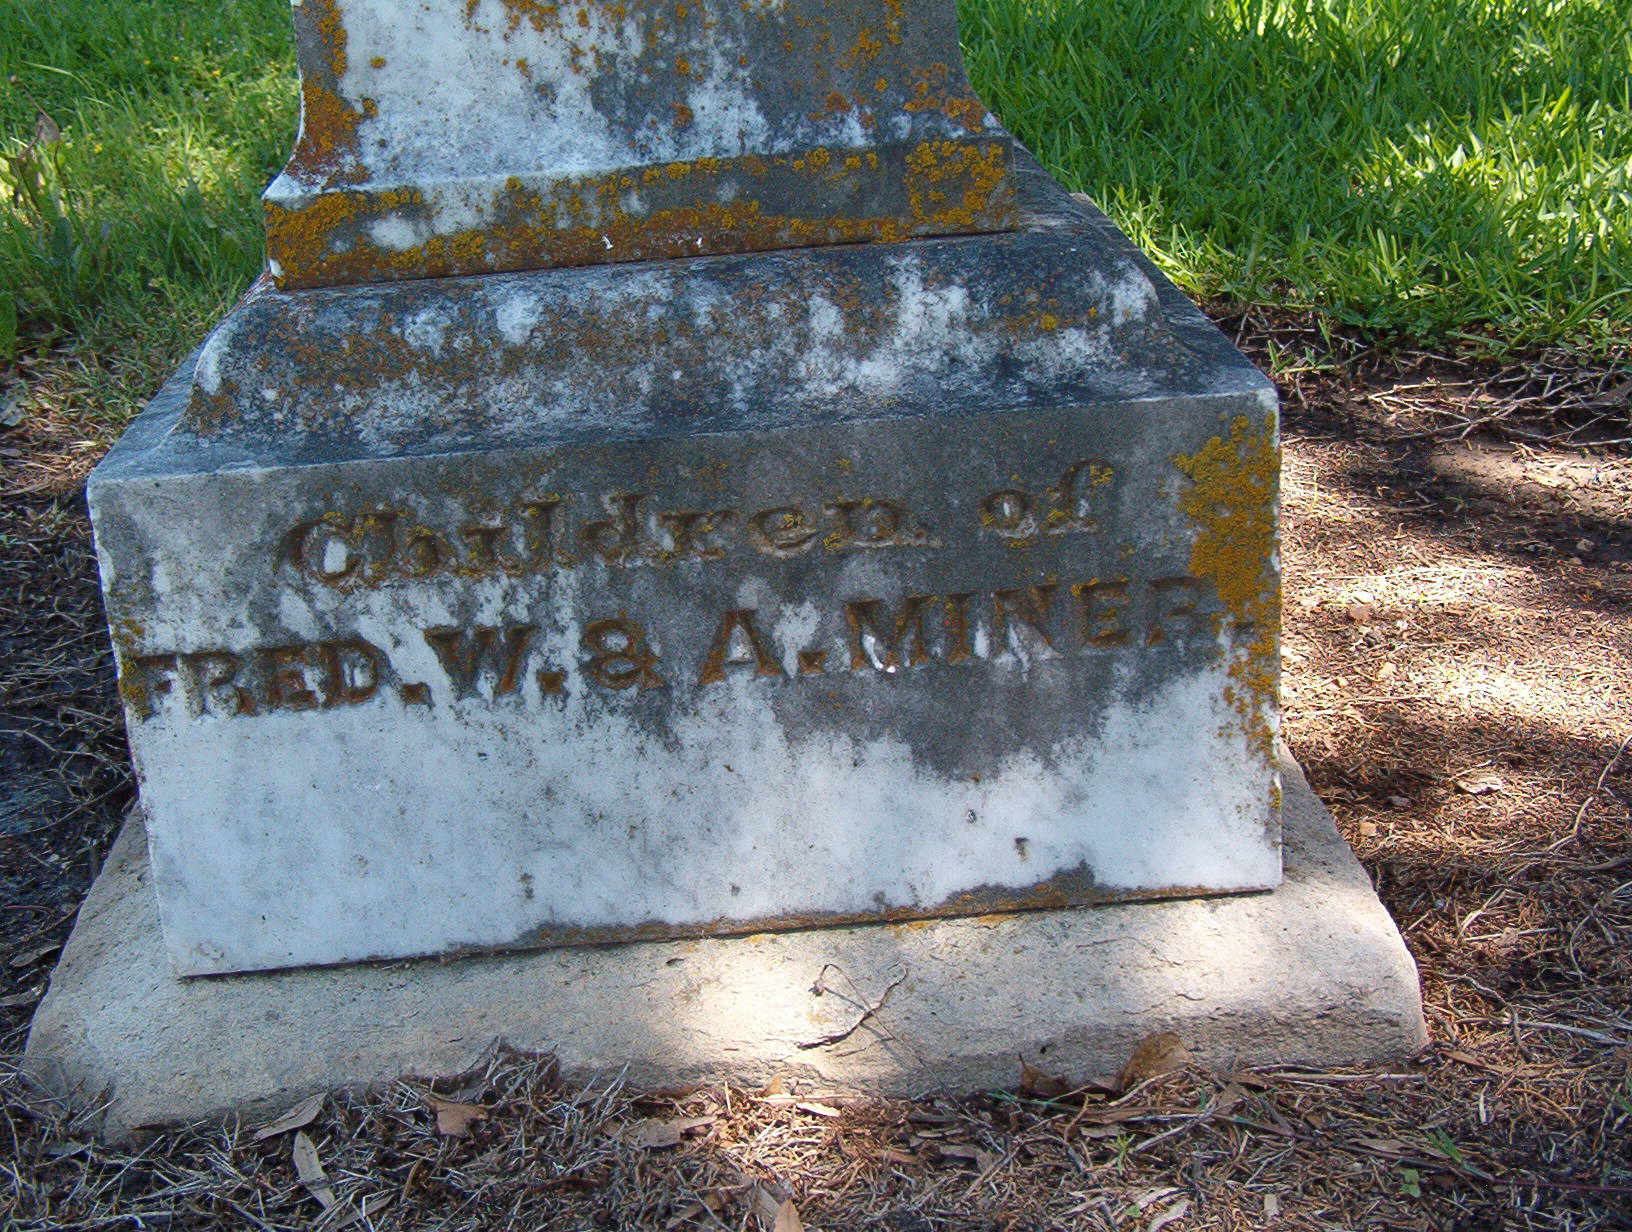 Children of
FRED. W. & A. MINER.